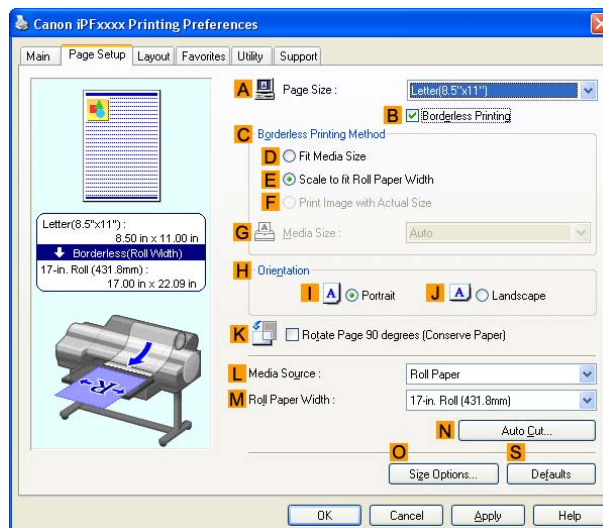 Canon iPFxxxx Printing Preferences
Main Page Setup Layout Favorites Utility Support
A Page Size : Letter(8.5"x11")
B Borderless Printing
C Borderless Printing Method
D Fit Media Size
E Scale to fit Roll Paper Width
F Print Image with Actual Size
G Media Size : Auto
Letter(8.5"x11") :
8.50 in x 11.00 in
Borderless(Roll Width)
17-in. Roll (431.8mm) :
17.00 in x 22.09 in
H Orientation
I A Portrait J A Landscape
K Rotate Page 90 degrees (Conserve Paper)
R
L Media Source : Roll Paper
M Roll Paper Width : 17-in. Roll (431.8mm)
N Auto Cut...
O S
Size Options... Defaults
OK Cancel Apply Help